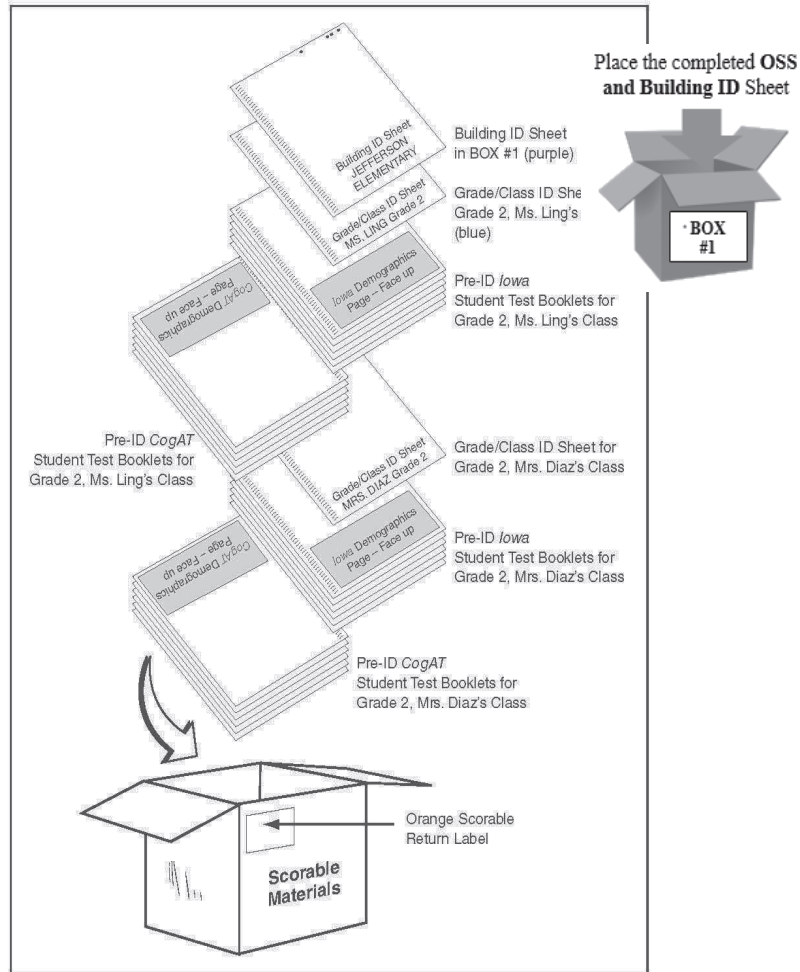 Place the completed OSS
and Building ID Sheet
BOX
#1
Building ID Sheet
JEFFERSON
ELEMENTARY
Building ID Sheet
in BOX #1 (purple)
Grade/Class ID Sheet
MS. LING Grade 2
Grade/Class ID She
Grade 2, Ms. Ling's
(blue)
Iowa Demographics
Page – Face up
Pre-ID Iowa
Student Test Booklets for
Grade 2, Ms. Ling's Class
CogAT Demographics
Page – Face up
Pre-ID CogAT
Student Test Booklets for
Grade 2, Ms. Ling's Class
Grade/Class ID Sheet
MRS. DIAZ Grade 2
Grade/Class ID Sheet for
Grade 2, Mrs. Diaz's Class
Iowa Demographics
Page – Face up
Pre-ID Iowa
Student Test Booklets for
Grade 2, Mrs. Diaz's Class
CogAT Demographics
Page – Face up
Pre-ID CogAT
Student Test Booklets for
Grade 2, Mrs. Diaz's Class
Orange Scorable
Return Label
Scorable
Materials